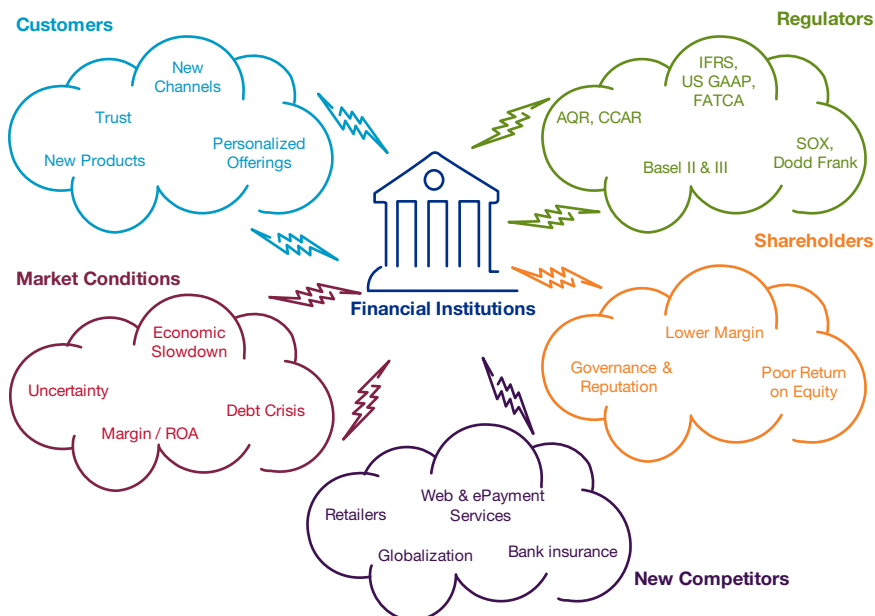 Customers
New
Channels
Trust
New Products
Personalized
Offerings
Regulators
IFRS,
US GAAP,
FATCA
AQR, CCAR
SOX,
Dodd Frank
Basel II & III
Financial Institutions
Market Conditions
Economic
Slowdown
Uncertainty
Debt Crisis
Margin / ROA
Shareholders
Lower Margin
Governance &
Reputation
Poor Return
on Equity
Web & ePayment
Services
Retailers
Globalization
Bank insurance
New Competitors